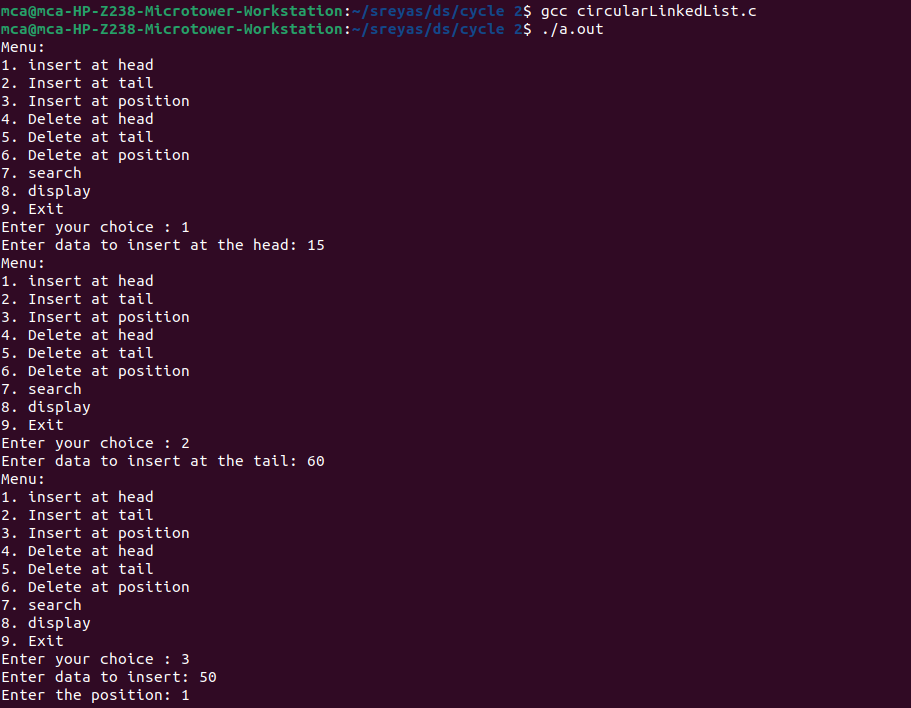 mca@mca-HP-Z238-Microtower-Workstation:~/sreyas/ds/cycle 2$ gcc circularLinkedList.c
mca@mca-HP-Z238-Microtower-Workstation:~/sreyas/ds/cycle 2$ ./a.out
Menu:
1. insert at head
2. Insert at tail
3. Insert at position
4. Delete at head
5. Delete at tail
6. Delete at position
7. search
8. display
9. Exit
Enter your choice : 1
Enter data to insert at the head: 15
Menu:
1. insert at head
2. Insert at tail
3. Insert at position
4. Delete at head
5. Delete at tail
6. Delete at position
7. search
8. display
9. Exit
Enter your choice : 2
Enter data to insert at the tail: 60
Menu:
1. insert at head
2. Insert at tail
3. Insert at position
4. Delete at head
5. Delete at tail
6. Delete at position
7. search
8. display
9. Exit
Enter your choice : 3
Enter data to insert: 50
Enter the position: 1